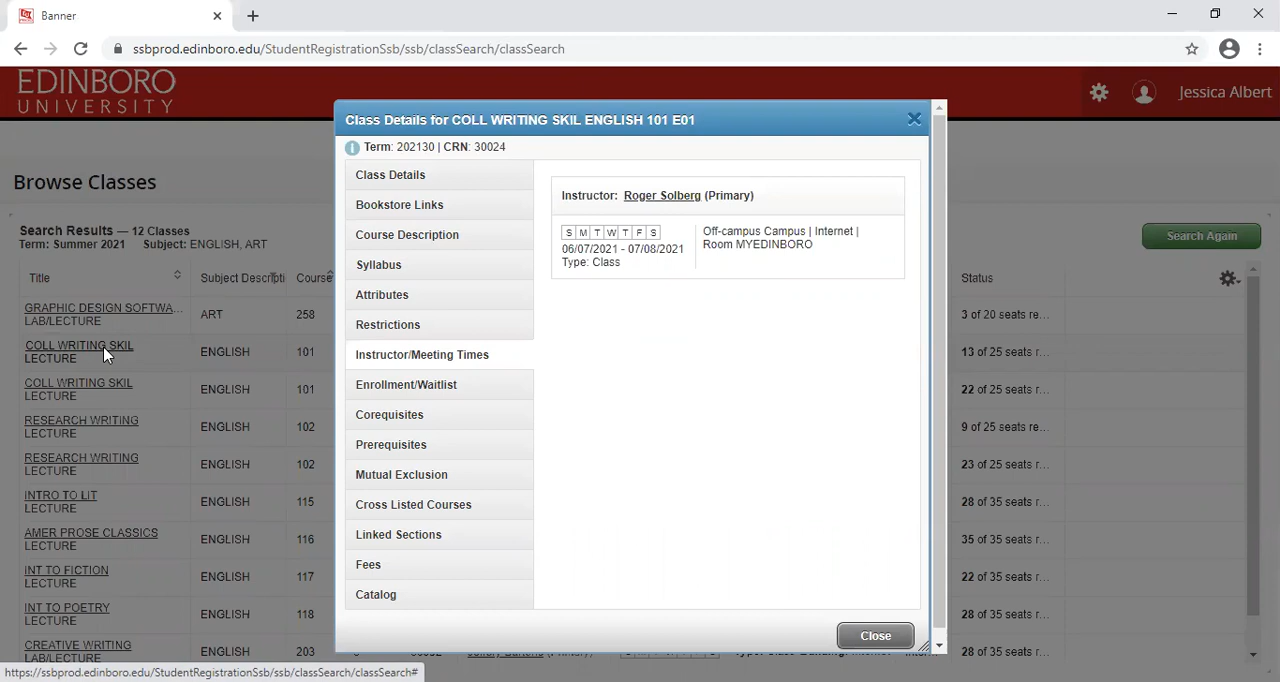 Banner
ssbprod.edinboro.edu/StudentRegistrationSsb/ssb/classSearch/classSearch
EDINBORO
UNIVERSITY
Jessica Albert
Browse Classes
Search Results — 12 Classes
Term: Summer 2021 Subject: ENGLISH, ART
Search Again
Title Subject Descripti Course Status
GRAPHIC DESIGN SOFTWA...
LAB/LECTURE
ART 258 3 of 20 seats re...
COLL WRITING SKIL
LECTURE
ENGLISH 101 13 of 25 seats r...
COLL WRITING SKIL
LECTURE
ENGLISH 101 22 of 25 seats r...
RESEARCH WRITING
LECTURE
ENGLISH 102 9 of 25 seats re...
RESEARCH WRITING
LECTURE
ENGLISH 102 23 of 25 seats r...
INTRO TO LIT
LECTURE
ENGLISH 115 28 of 35 seats r...
AMER PROSE CLASSICS
LECTURE
ENGLISH 116 35 of 35 seats r...
INT TO FICTION
LECTURE
ENGLISH 117 22 of 35 seats r...
INT TO POETRY
LECTURE
ENGLISH 118 28 of 35 seats r...
CREATIVE WRITING
LAB/LECTURE
ENGLISH 203 28 of 35 seats r...
Class Details for COLL WRITING SKIL ENGLISH 101 E01
Term: 202130 | CRN: 30024
Class Details
Bookstore Links
Course Description
Syllabus
Attributes
Restrictions
Instructor/Meeting Times
Enrollment/Waitlist
Corequisites
Prerequisites
Mutual Exclusion
Cross Listed Courses
Linked Sections
Fees
Catalog
Instructor: Roger Solberg (Primary)
S M T W T F S
06/07/2021 - 07/08/2021
Type: Class
Off-campus Campus | Internet |
Room MYEDINBORO
Close
https://ssbprod.edinboro.edu/StudentRegistrationSsb/ssb/classSearch/classSearch#